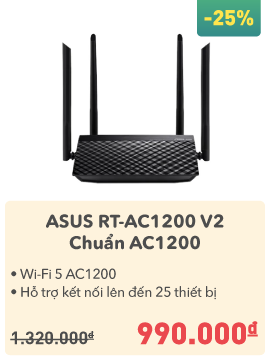 -25%
ASUS RT-AC1200 V2
Chuẩn AC1200
• Wi-Fi 5 AC1200
• Hỗ trợ kết nối lên đến 25 thiết bị
1.320.000₫ 990.000₫